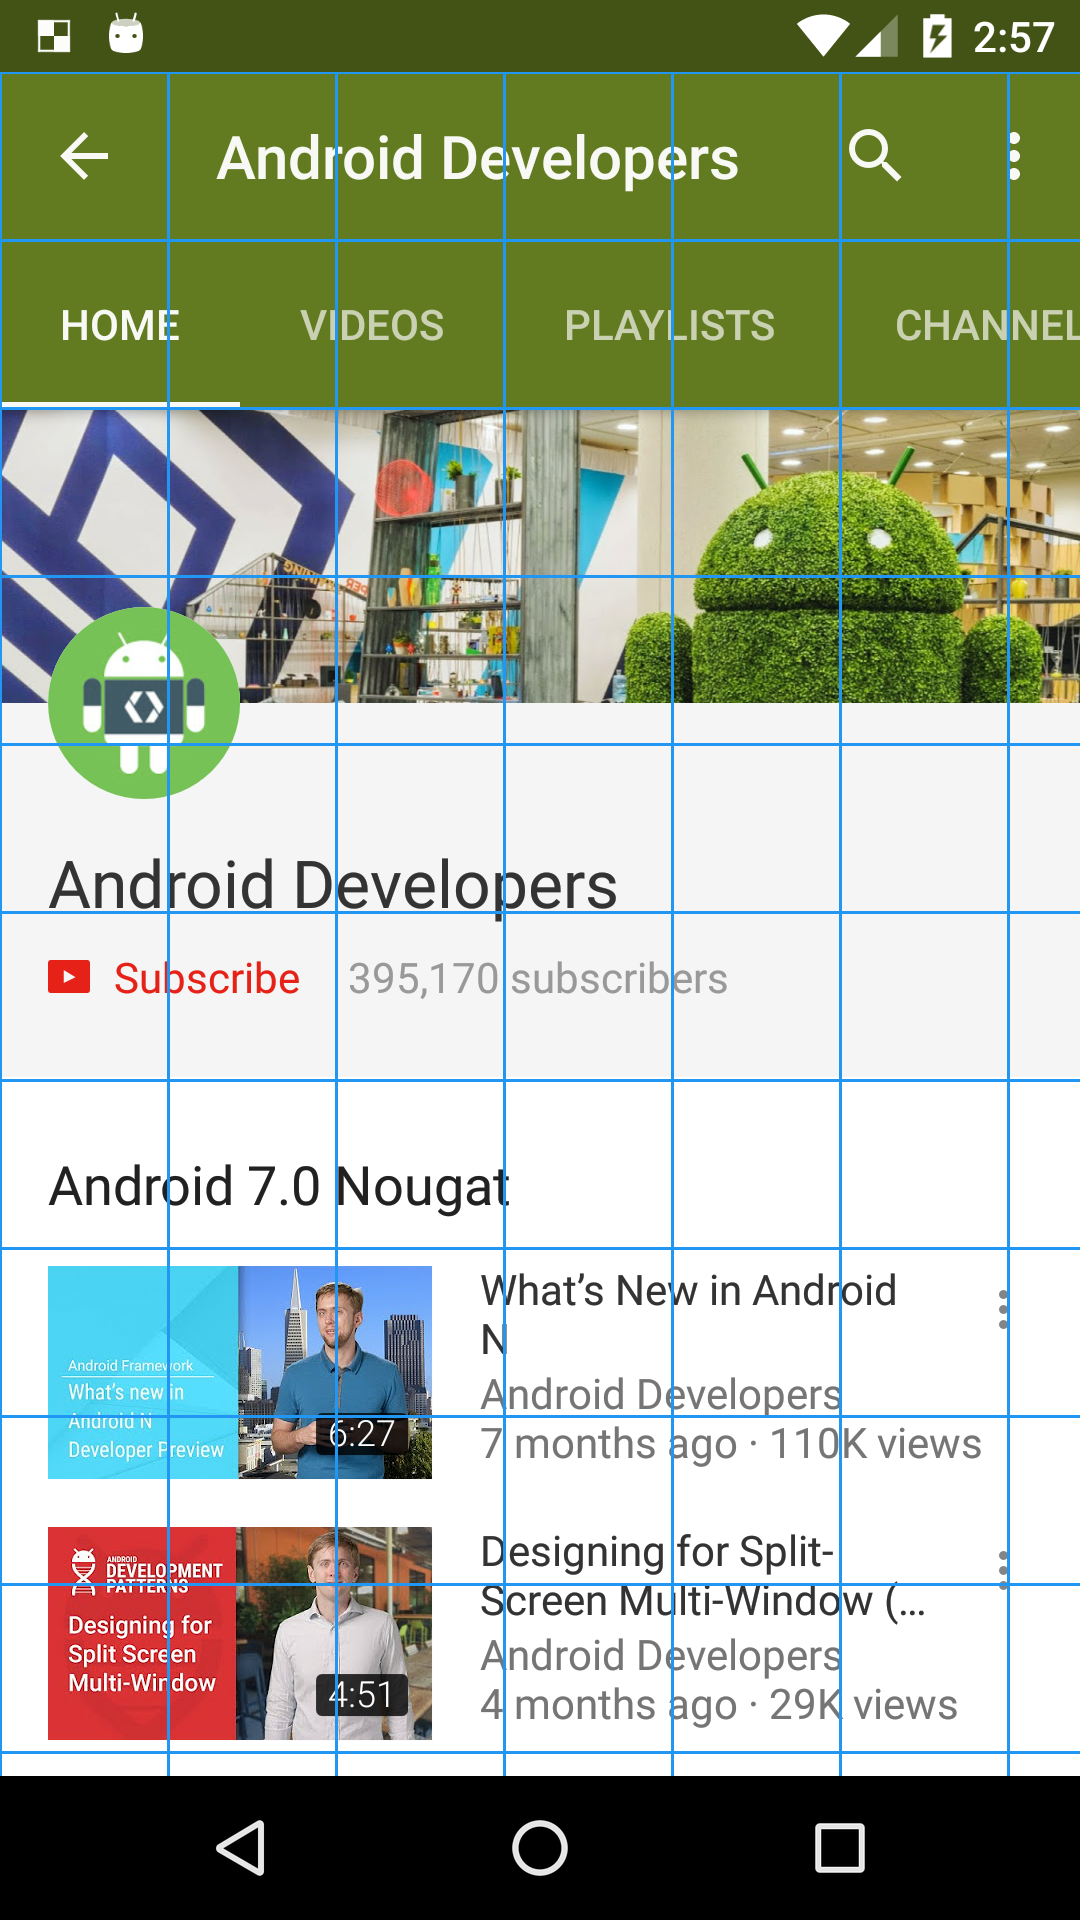 2:57
Android Developers
HOME VIDEOS PLAYLISTS CHANNEL
Android Developers
Subscribe 395,170 subscribers
Android 7.0 Nougat
Android Framework
What's new in
Android N
Developer Preview
6:27
What’s New in Android
N
Android Developers
7 months ago · 110K views
ANDROID
DEVELOPMENT
PATTERNS
Designing for
Split Screen
Multi-Window
4:51
Designing for Split-
Screen Multi-Window (…
Android Developers
4 months ago · 29K views